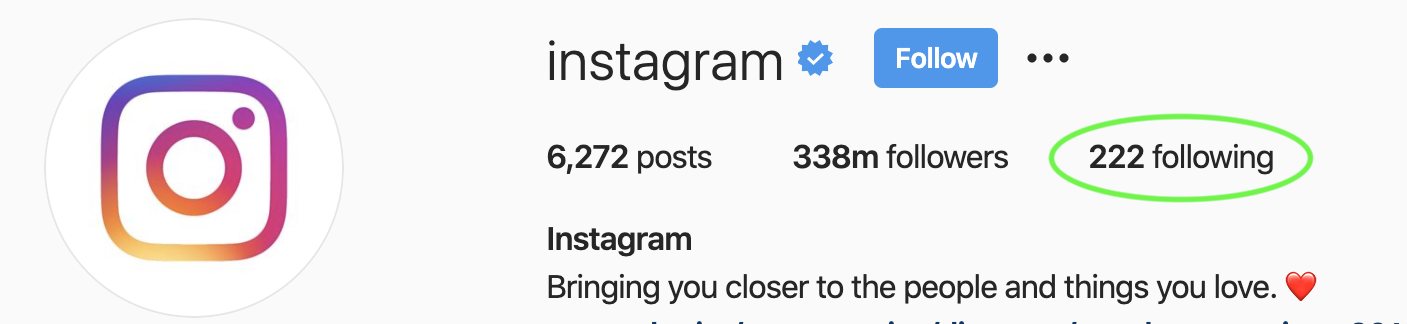 instagram Follow
6,272 posts 338m followers 222 following
Instagram
Bringing you closer to the people and things you love. ❤️